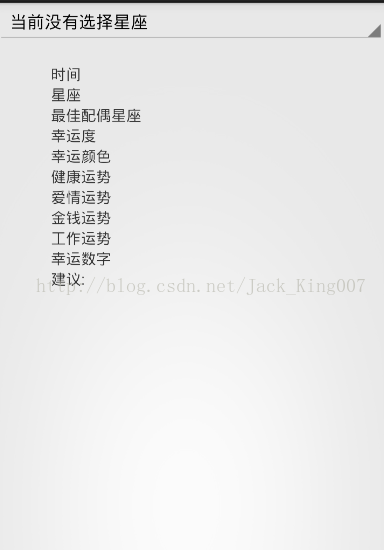 当前没有选择星座
时间
星座
最佳配偶星座
幸运度
幸运颜色
健康运势
爱情运势
金钱运势
工作运势
幸运数字
建议:
http://blog.csdn.net/Jack_King007